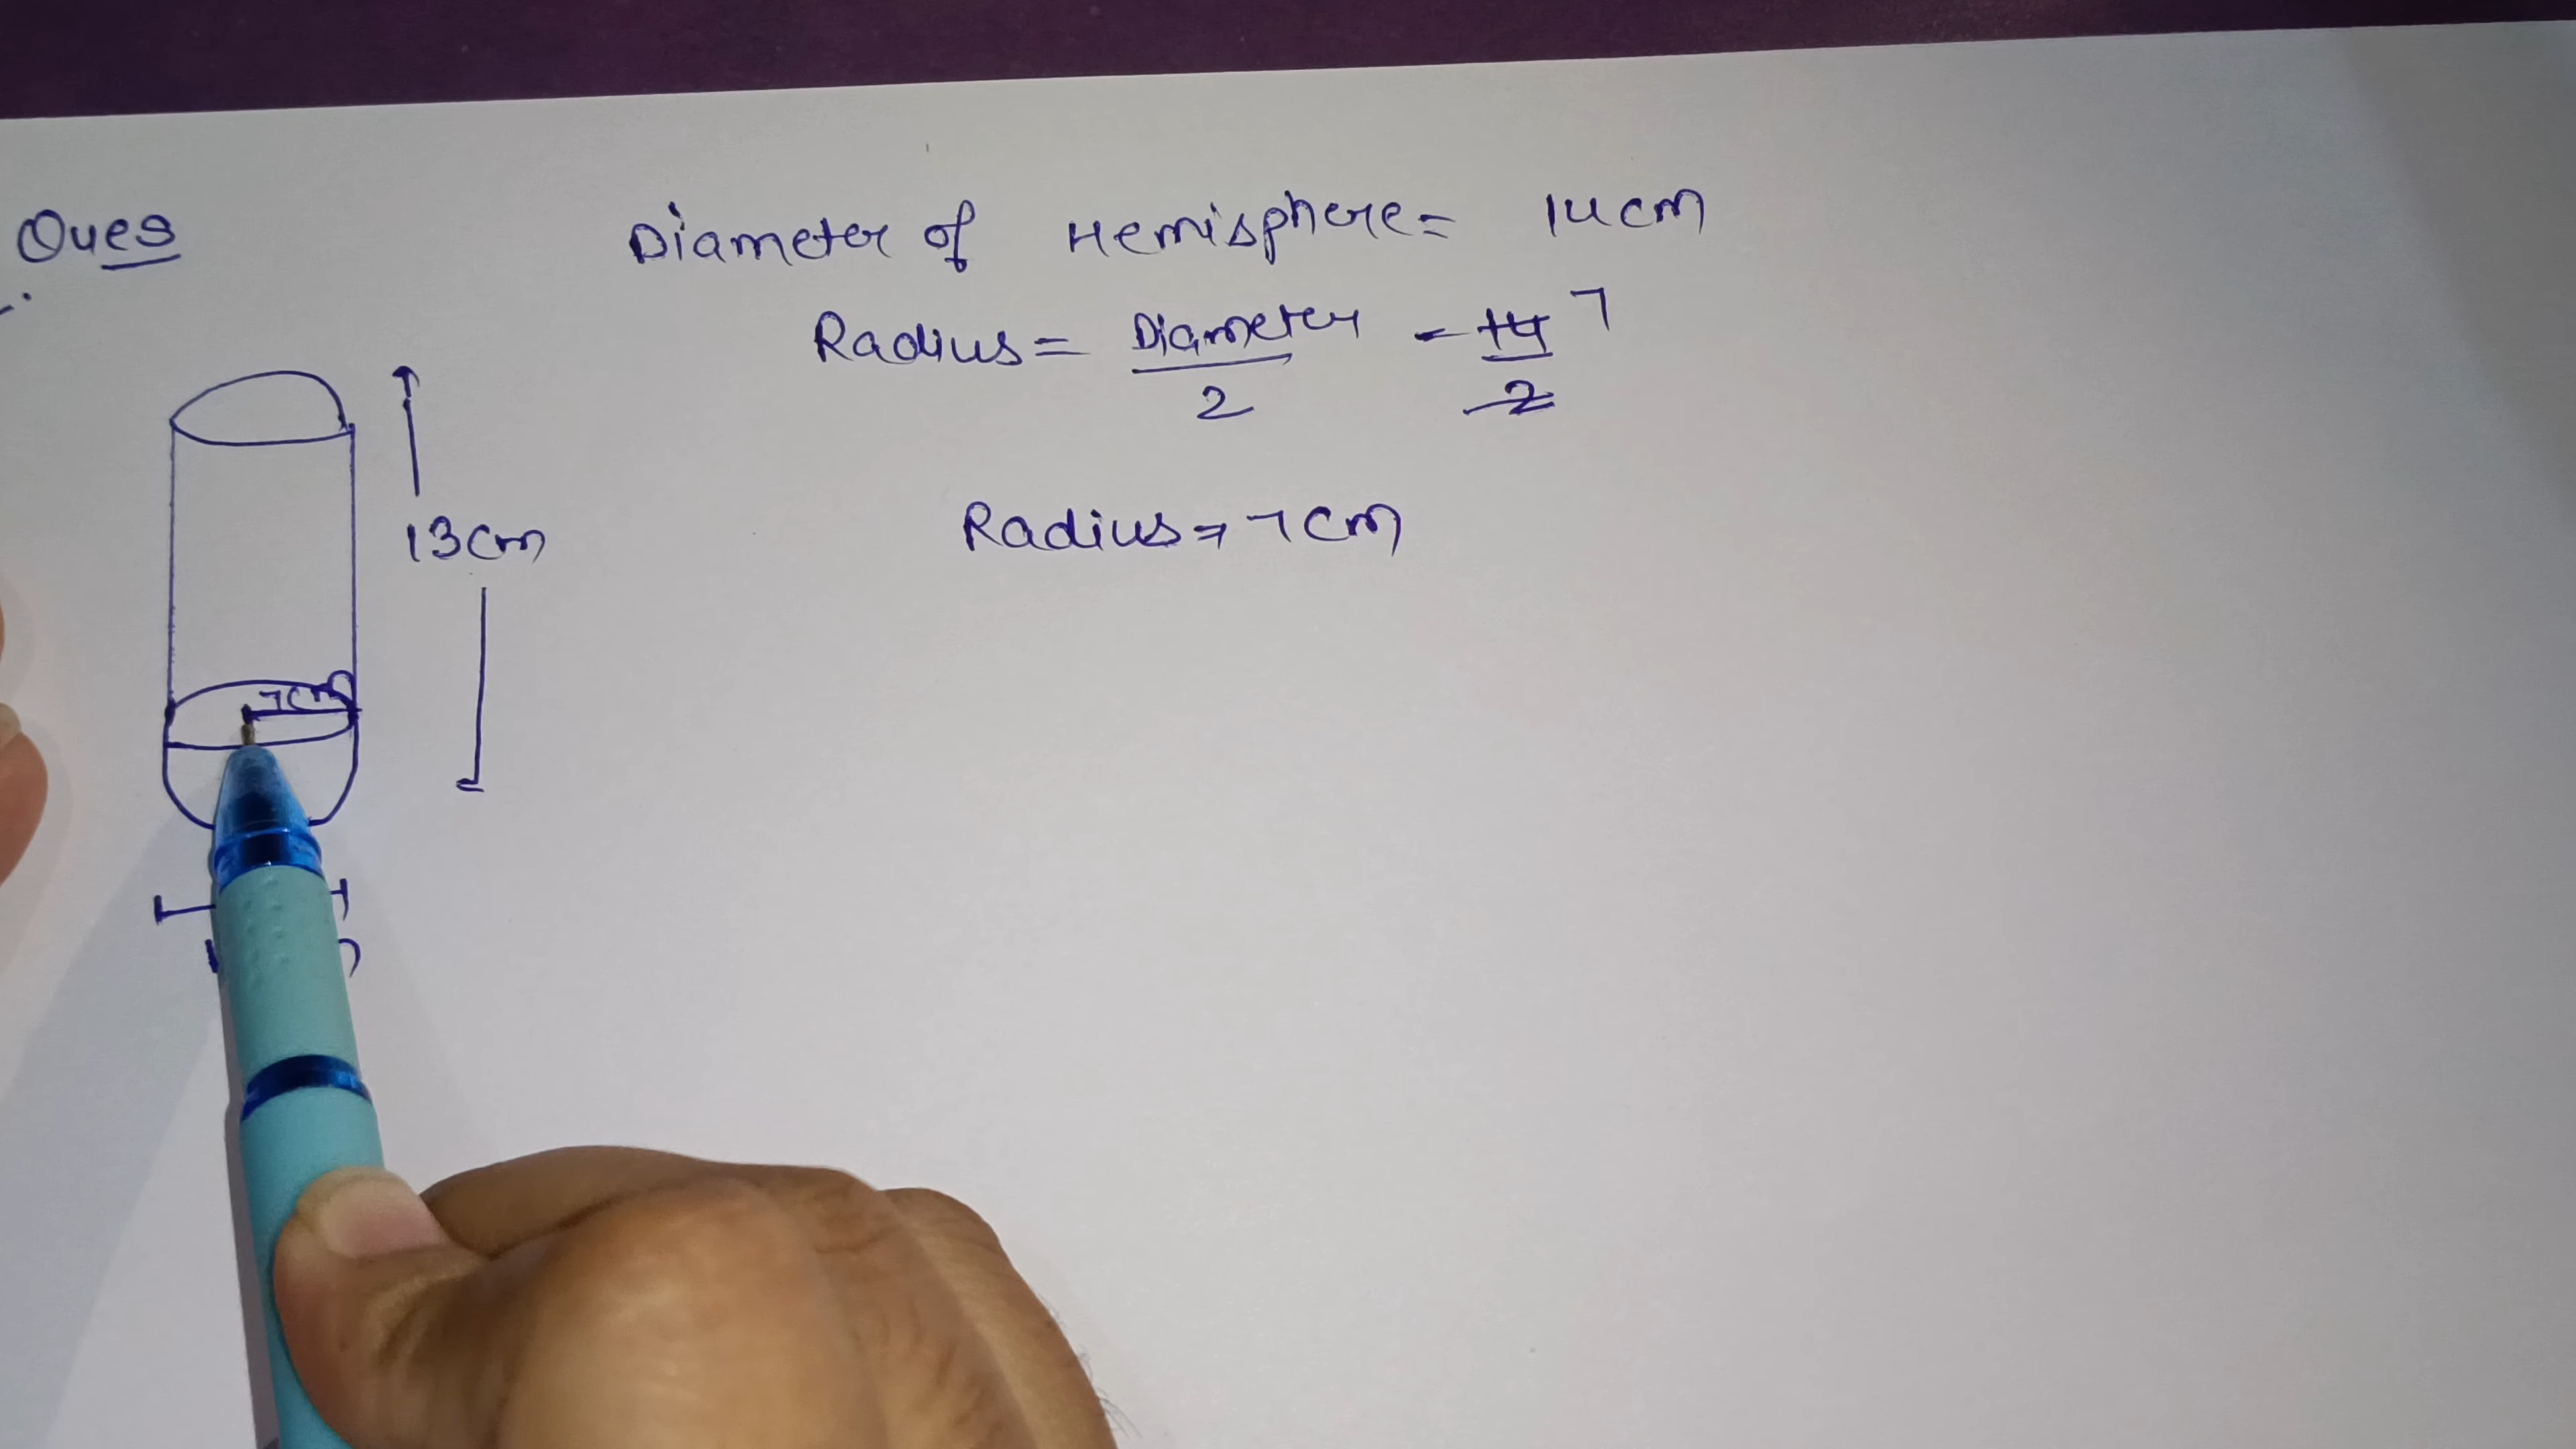 Ques
Diameter of Hemisphere= 14cm
Radius= Diameter/2 = 14/2 7
Radius = 7cm
13cm
7cm